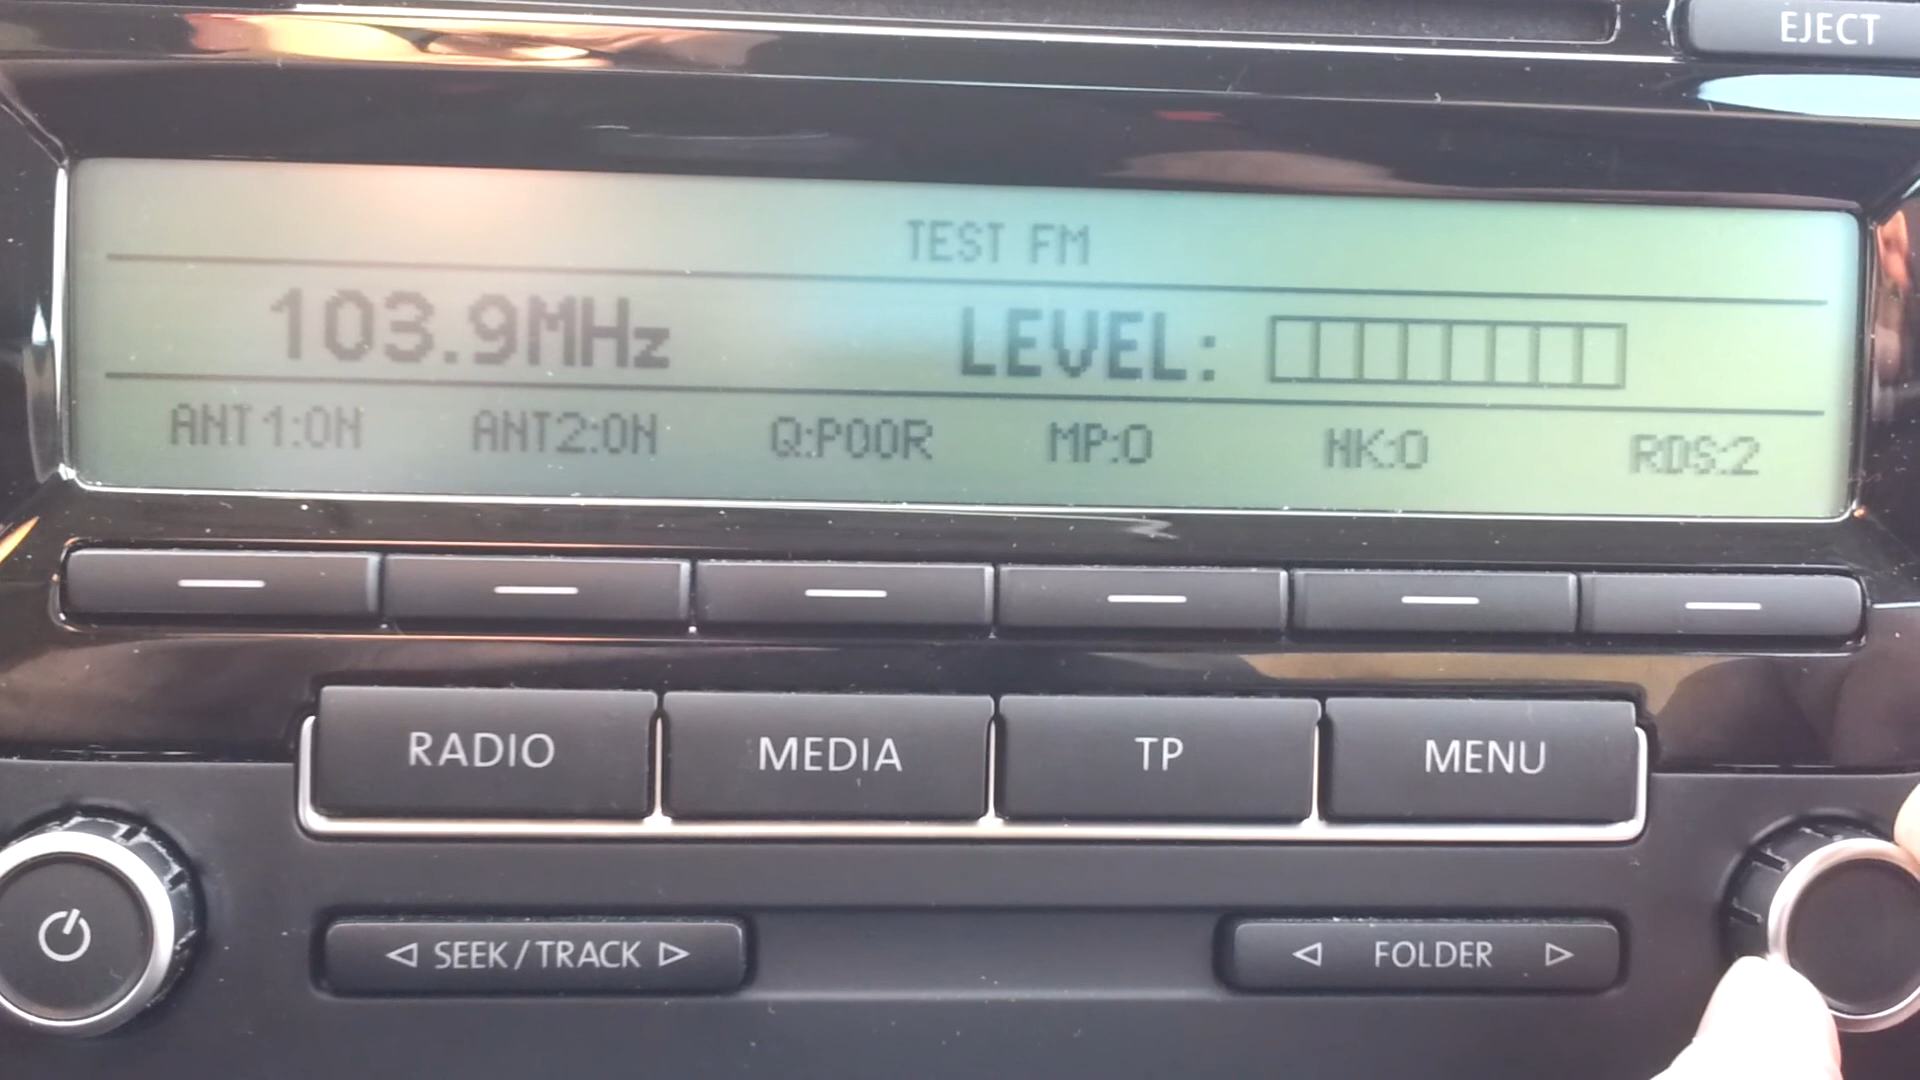 EJECT
TEST FM
103.9MHz LEVEL:
ANT1:ON ANT2:ON Q:POOR MP:0 NK:0 RDS:2
RADIO MEDIA TP MENU
SEEK/TRACK FOLDER